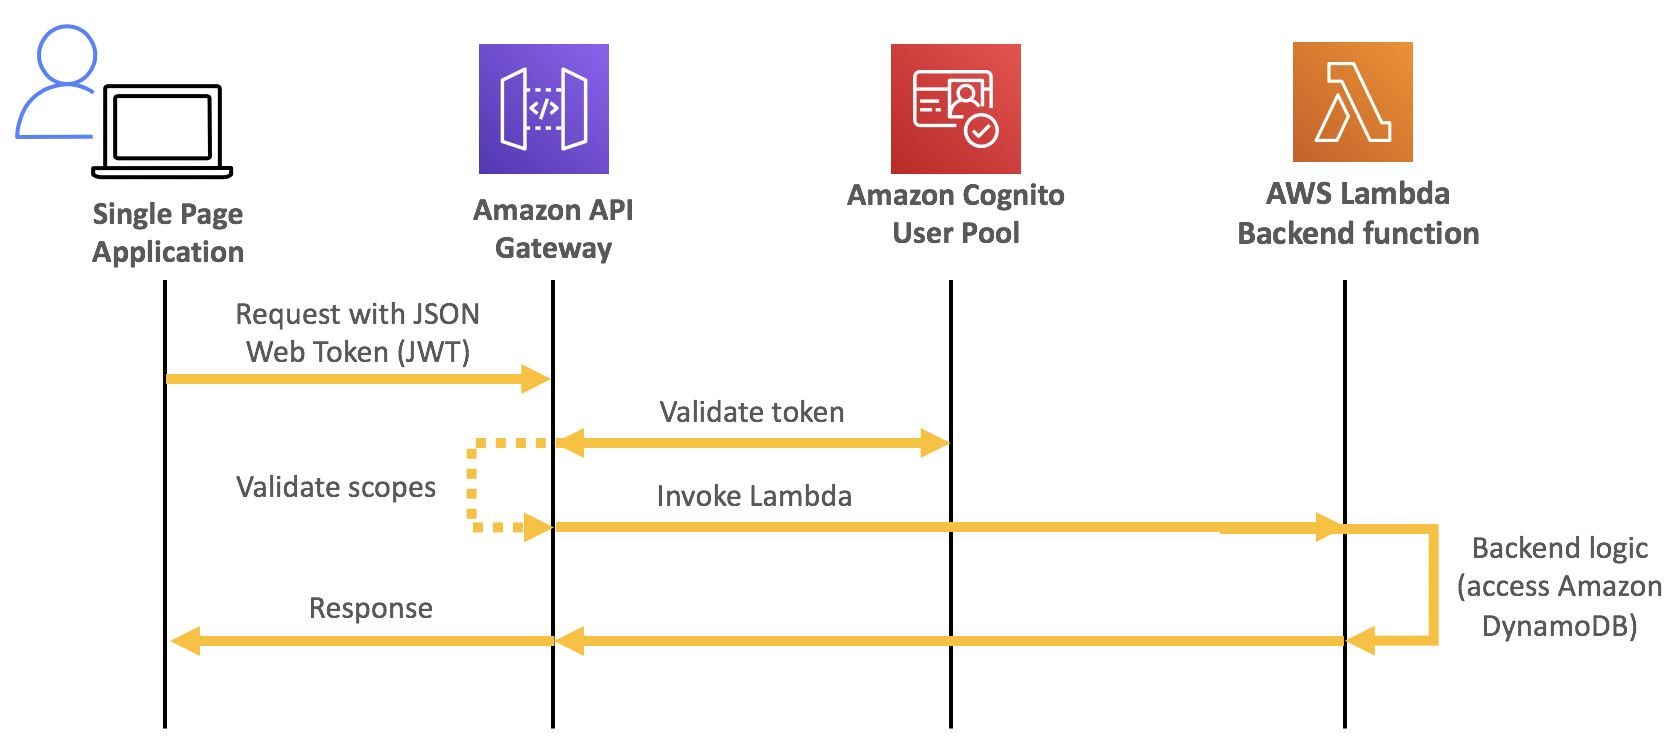 Single Page
Application
Amazon API
Gateway
Amazon Cognito
User Pool
AWS Lambda
Backend function
Request with JSON
Web Token (JWT)
Validate token
Validate scopes
Invoke Lambda
Backend logic
(access Amazon
DynamoDB)
Response